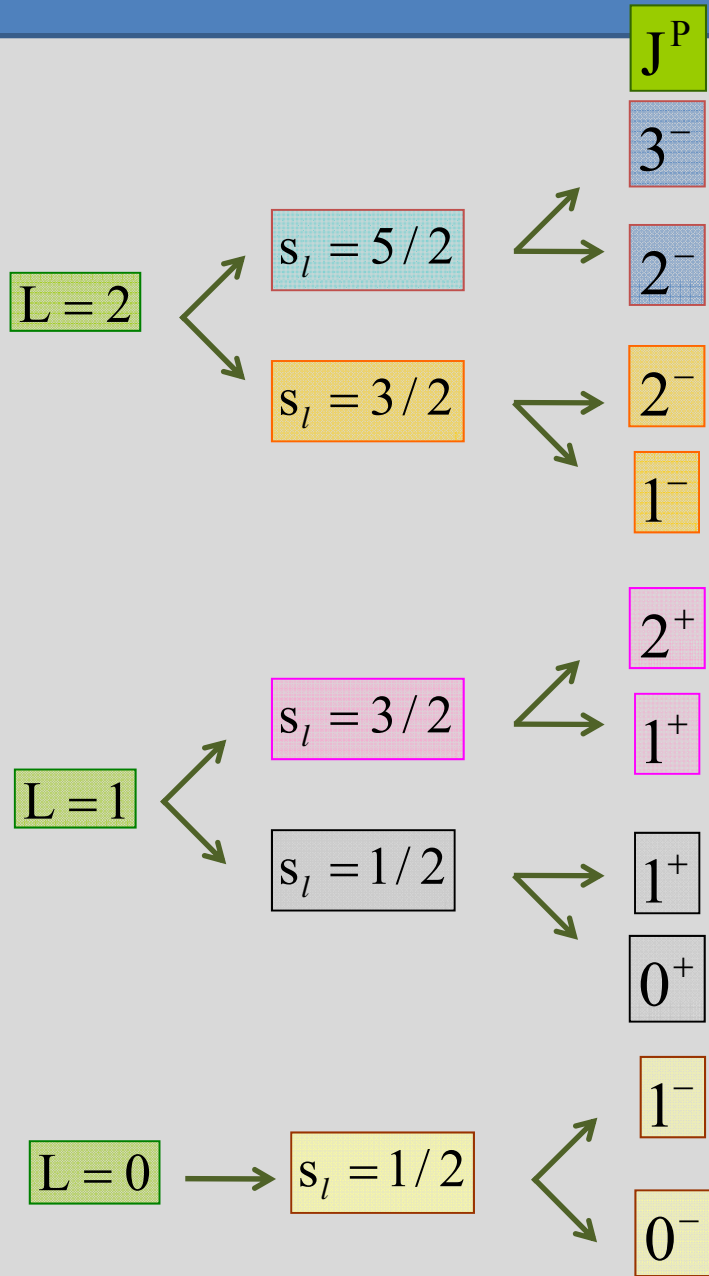 Jᴾ
3⁻
s_l = 5/2
2⁻
L = 2
s_l = 3/2
2⁻
1⁻
2⁺
s_l = 3/2
1⁺
L = 1
s_l = 1/2
1⁺
0⁺
1⁻
L = 0
s_l = 1/2
0⁻